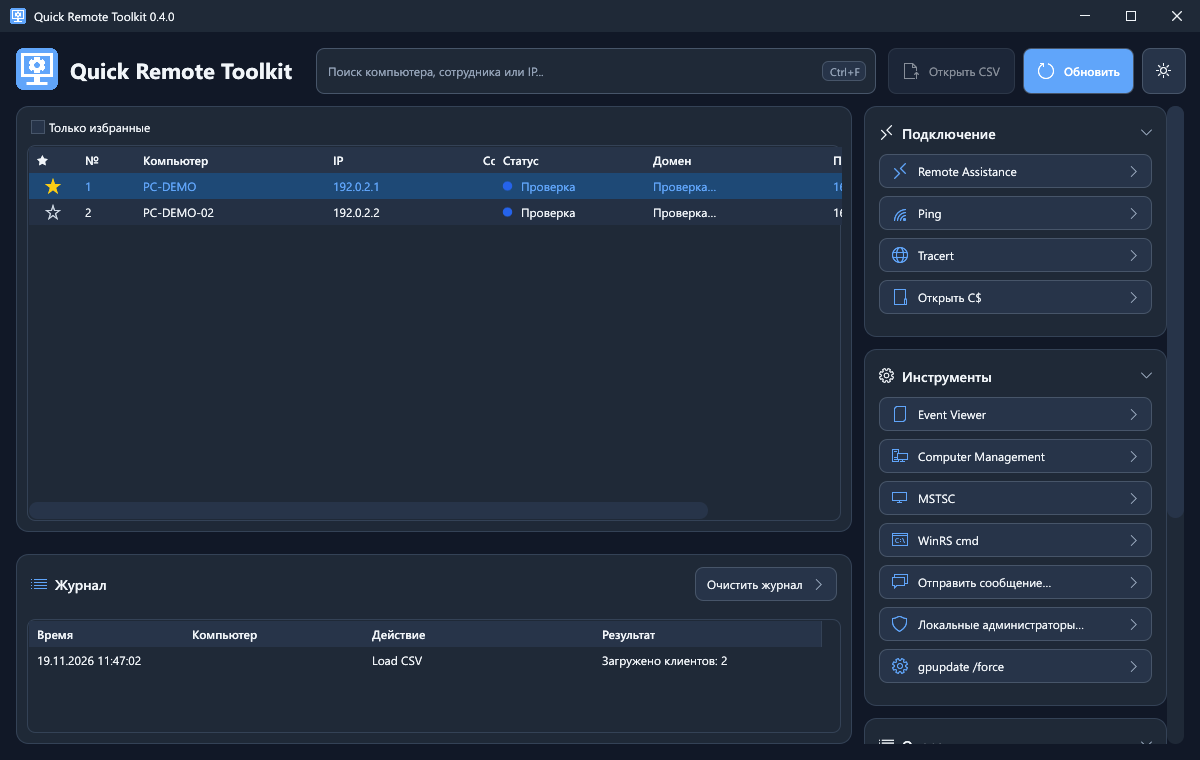 Quick Remote Toolkit 0.4.0
Quick Remote Toolkit
Поиск компьютера, сотрудника или IP...
Ctrl+F
Открыть CSV
Обновить
Только избранные
№ Компьютер IP Сс Статус Домен П
1 PC-DEMO 192.0.2.1 Проверка Проверка... 16
2 PC-DEMO-02 192.0.2.2 Проверка Проверка... 16
Журнал
Очистить журнал
Время Компьютер Действие Результат
19.11.2026 11:47:02 Load CSV Загружено клиентов: 2
Подключение
Remote Assistance
Ping
Tracert
Открыть C$
Инструменты
Event Viewer
Computer Management
MSTSC
C:\
WinRS cmd
Отправить сообщение...
Локальные администраторы...
gpupdate /force